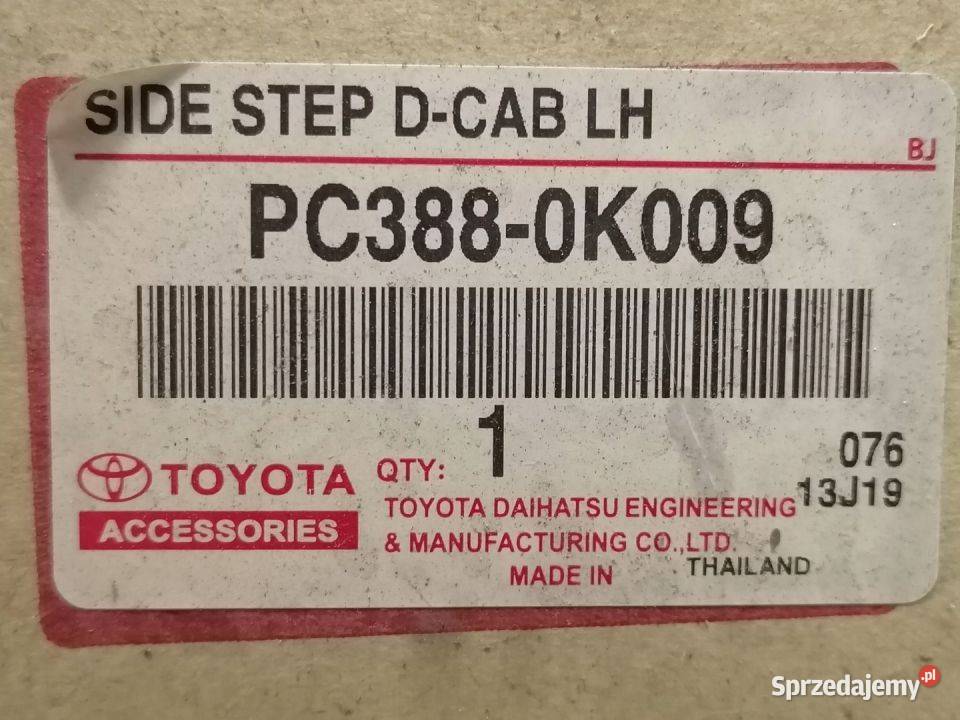 SIDE STEP D-CAB LH
BJ
PC388-0K009
1
076
TOYOTA QTY:
13J19
TOYOTA DAIHATSU ENGINEERING
ACCESSORIES
& MANUFACTURING CO.,LTD.
MADE IN THAILAND
Sprzedajemy.pl